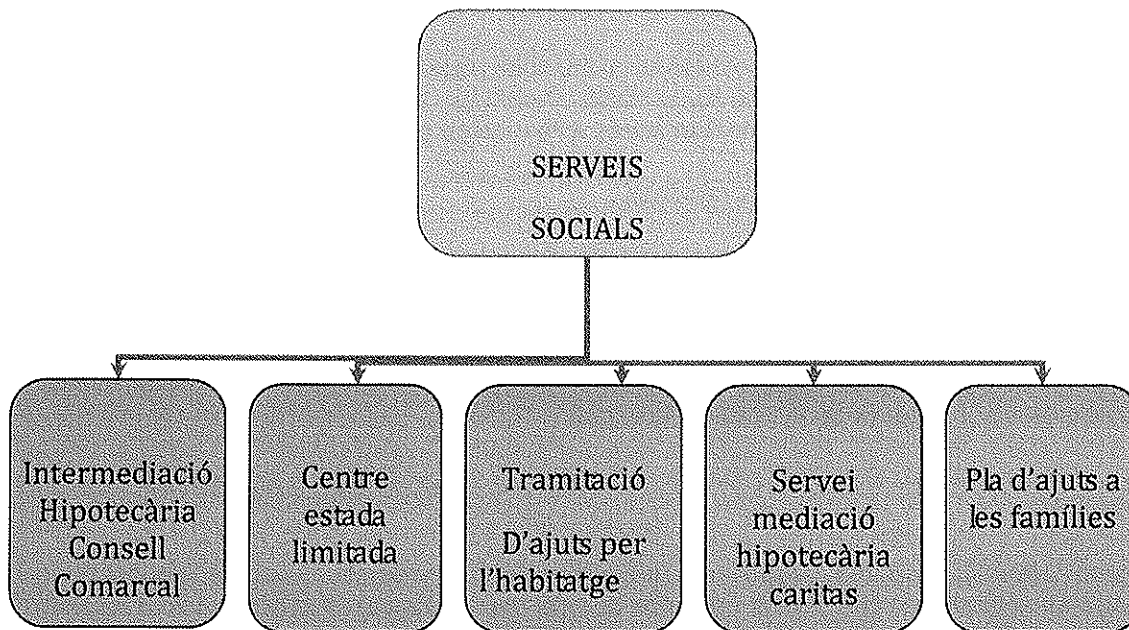 SERVEIS
SOCIALS
Intermediació
Hipotecària
Consell
Comarcal
Centre
estada
limitada
Tramitació
D'ajuts per
l'habitatge
Servei
mediació
hipotecària
caritas
Pla d'ajuts a
les famílies